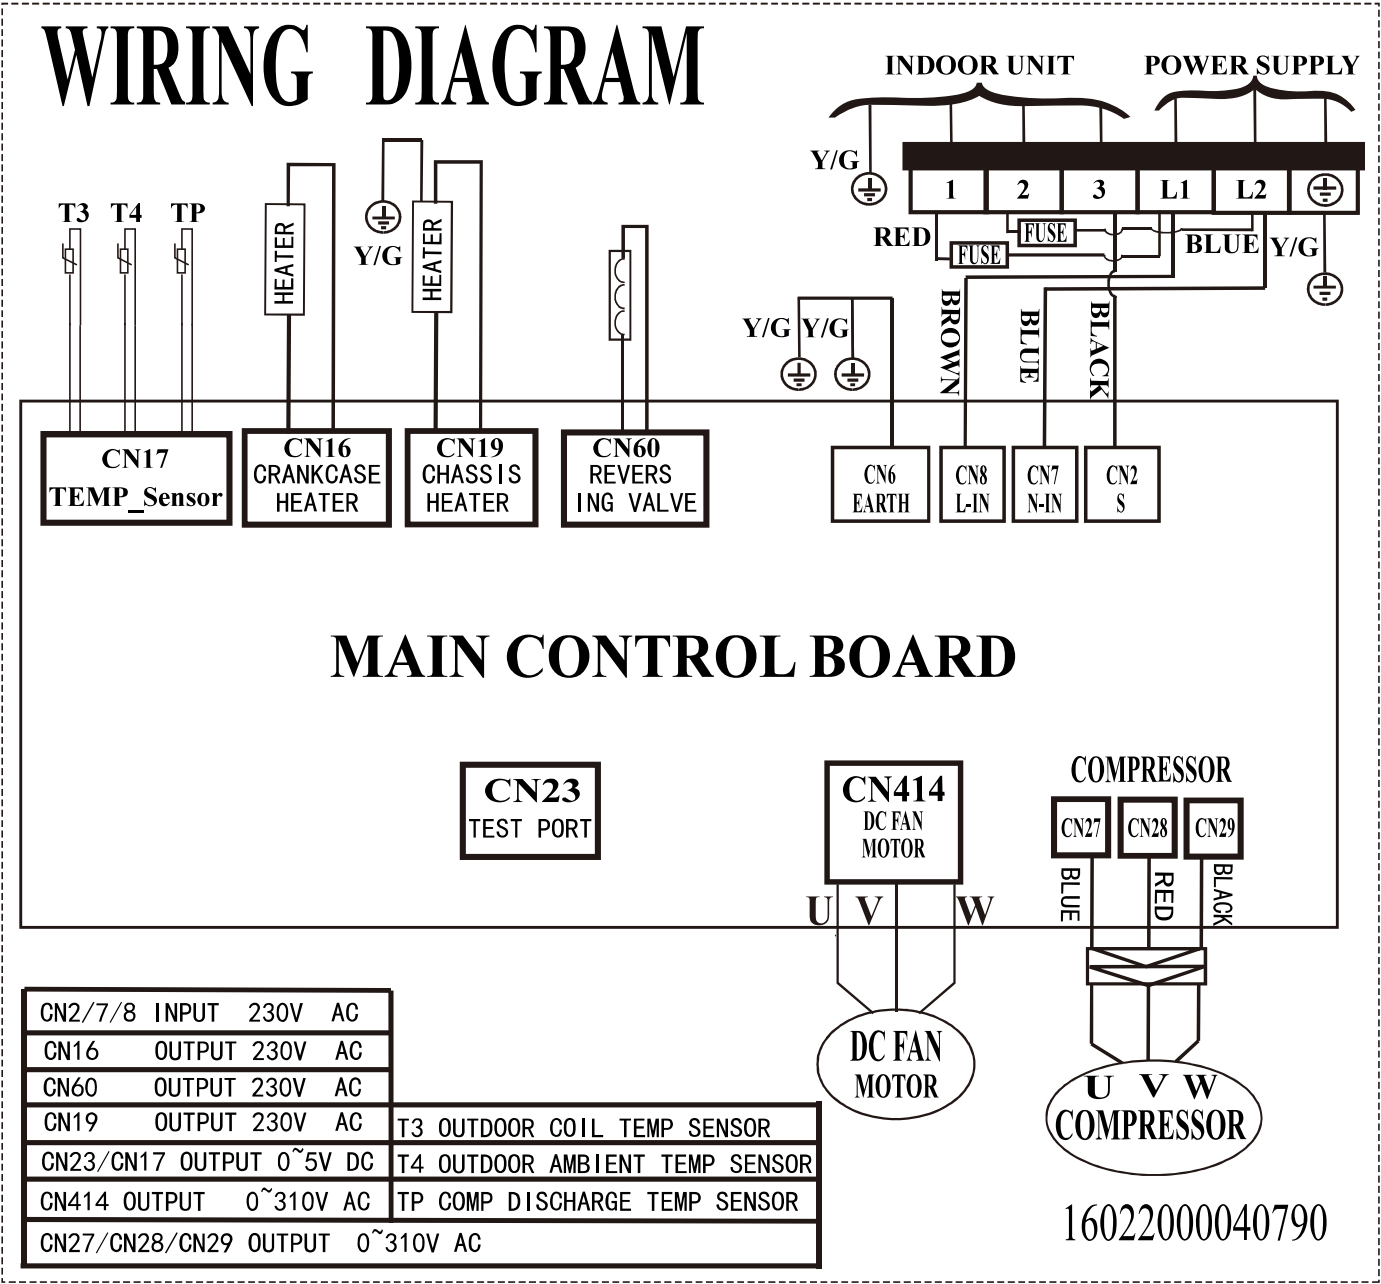 WIRING DIAGRAM
INDOOR UNIT POWER SUPPLY
Y/G
1 2 3 L1 L2
T3 T4 TP
HEATER
Y/G
HEATER
RED FUSE BLUE Y/G
FUSE
Y/G Y/G
BROWN
BLUE
BLACK
CN17
TEMP_Sensor
CN16
CRANKCASE
HEATER
CN19
CHASSIS
HEATER
CN60
REVERS
ING VALVE
CN6
EARTH
CN8
L-IN
CN7
N-IN
CN2
S
MAIN CONTROL BOARD
CN23
TEST PORT
CN414
DC FAN
MOTOR
COMPRESSOR
CN27 CN28 CN29
BLUE
RED
BLACK
U V W
DC FAN
MOTOR
U V W
COMPRESSOR
CN2/7/8 INPUT 230V AC
CN16 OUTPUT 230V AC
CN60 OUTPUT 230V AC
CN19 OUTPUT 230V AC
T3 OUTDOOR COIL TEMP SENSOR
CN23/CN17 OUTPUT 0~5V DC
T4 OUTDOOR AMBIENT TEMP SENSOR
CN414 OUTPUT 0~310V AC
TP COMP DISCHARGE TEMP SENSOR
CN27/CN28/CN29 OUTPUT 0~310V AC
16022000040790